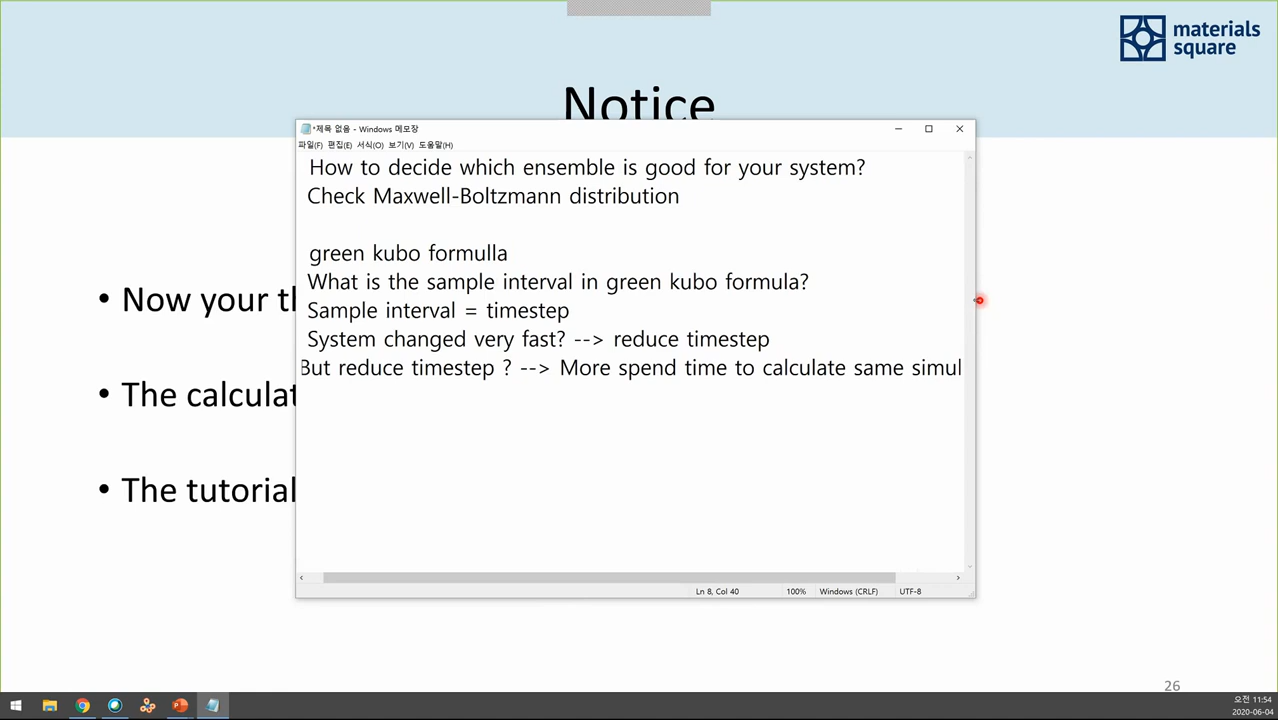 materials
square
Notice
*제목 없음 - Windows 메모장
파일(F) 편집(E) 서식(O) 보기(V) 도움말(H)
How to decide which ensemble is good for your system?
Check Maxwell-Boltzmann distribution
green kubo formulla
What is the sample interval in green kubo formula?
Sample interval = timestep
System changed very fast? --> reduce timestep
But reduce timestep ? --> More spend time to calculate same simul
• Now your th
• The calculat
• The tutorial
Ln 8, Col 40 100% Windows (CRLF) UTF-8
26
오전 11:54
2020-06-04